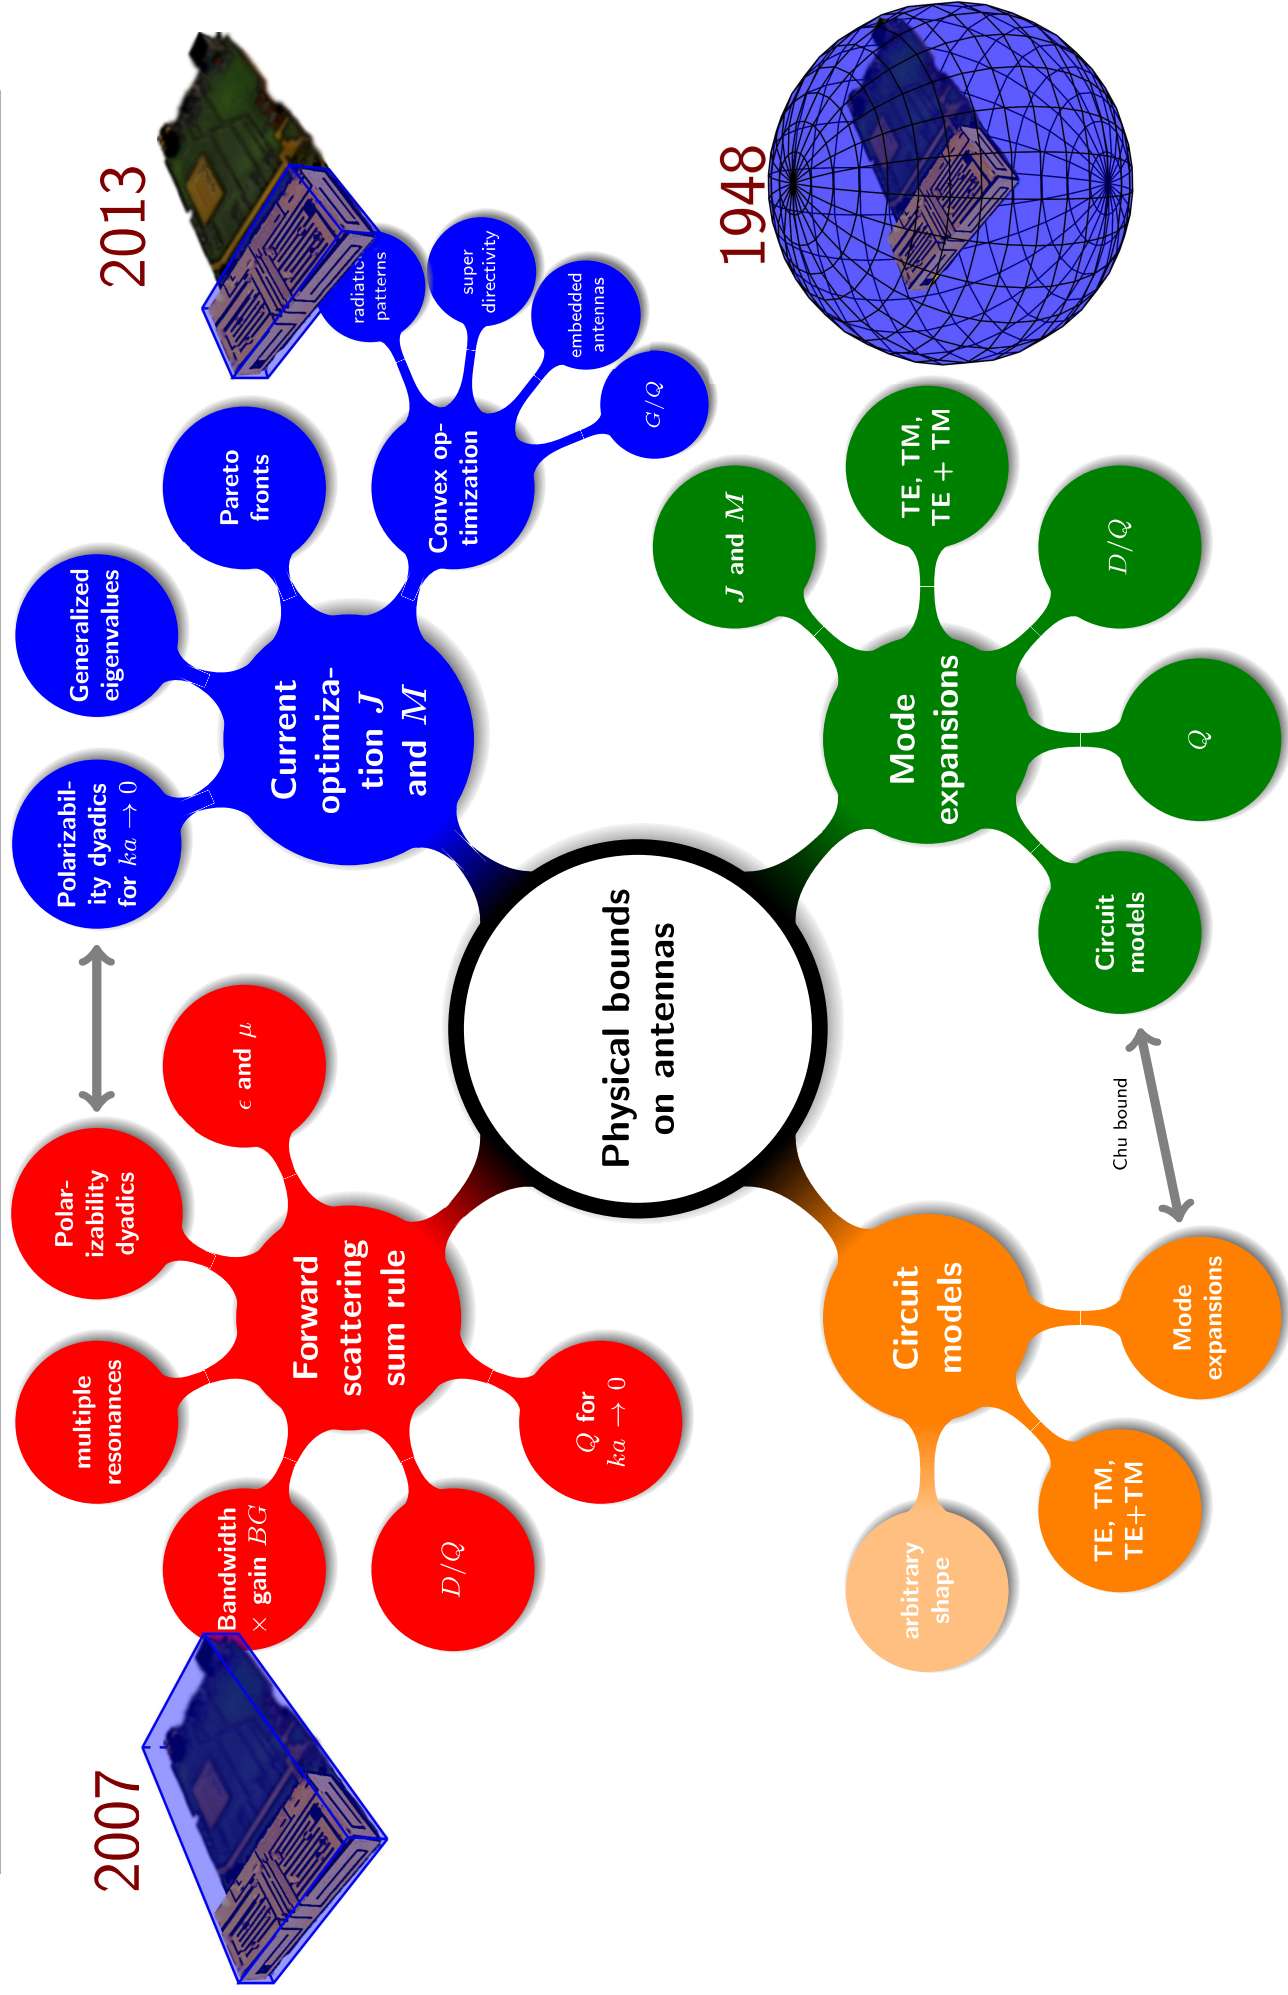 2007
2013
1948
Physical bounds
on antennas
Forward
scattering
sum rule
Bandwidth
× gain BG
multiple
resonances
Polar-
izability
dyadics
ϵ and μ
D/Q
Q for
ka → 0
Current
optimiza-
tion J
and M
Polarizabil-
ity dyadics
for ka → 0
Generalized
eigenvalues
Pareto
fronts
Convex op-
timization
patterns
super
directivity
embedded
antennas
G/Q
Mode
expansions
J and M
TE, TM,
TE + TM
D/Q
Q
Circuit
models
Chu bound
Circuit
models
arbitrary
shape
TE, TM,
TE+TM
Mode
expansions